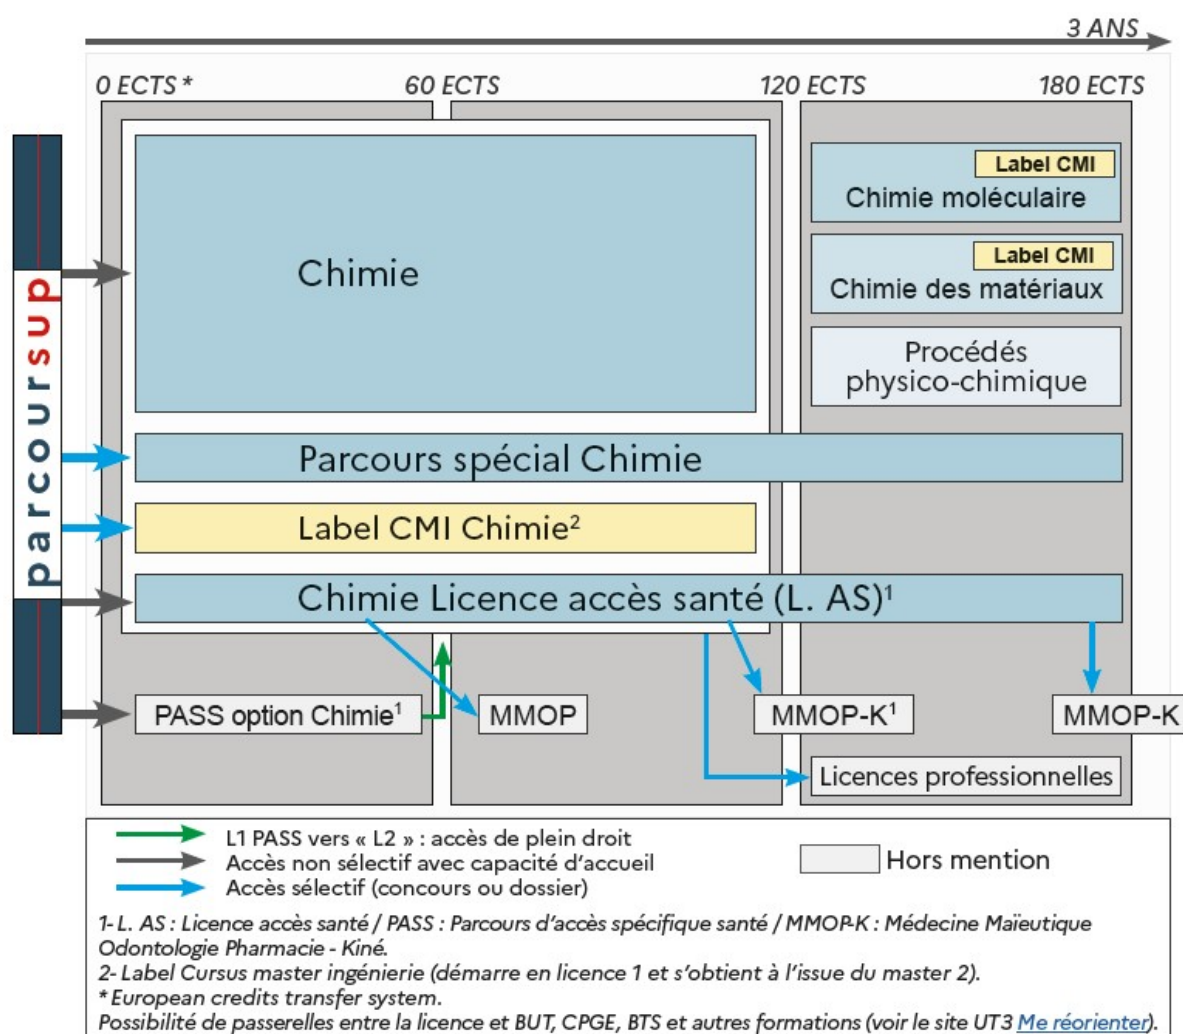 3 ANS
0 ECTS *
60 ECTS
120 ECTS
180 ECTS
parcoursup
Label CMI
Chimie moléculaire
Label CMI
Chimie des matériaux
Chimie
Procédés
physico-chimique
Parcours spécial Chimie
Label CMI Chimie²
Chimie Licence accès santé (L. AS)¹
PASS option Chimie¹
MMOP
MMOP-K¹
MMOP-K
Licences professionnelles
L1 PASS vers « L2 » : accès de plein droit
Accès non sélectif avec capacité d'accueil
Accès sélectif (concours ou dossier)
Hors mention
1- L. AS : Licence accès santé / PASS : Parcours d'accès spécifique santé / MMOP-K : Médecine Maïeutique
Odontologie Pharmacie - Kiné.
2- Label Cursus master ingénierie (démarre en licence 1 et s'obtient à l'issue du master 2).
* European credits transfer system.
Possibilité de passerelles entre la licence et BUT, CPGE, BTS et autres formations (voir le site UT3 Me réorienter).